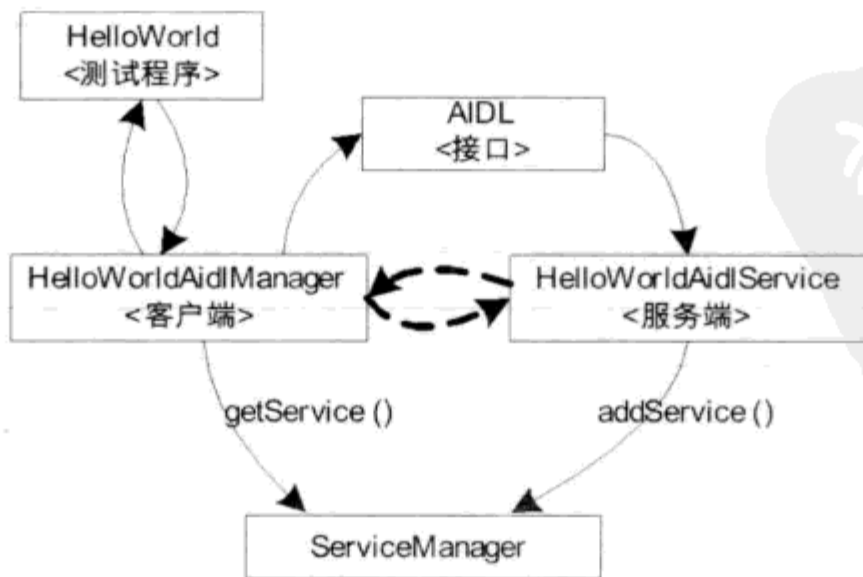 HelloWorld
<测试程序>
AIDL
<接口>
HelloWorldAidlManager
<客户端>
HelloWorldAidlService
<服务端>
getService ()
addService ()
ServiceManager